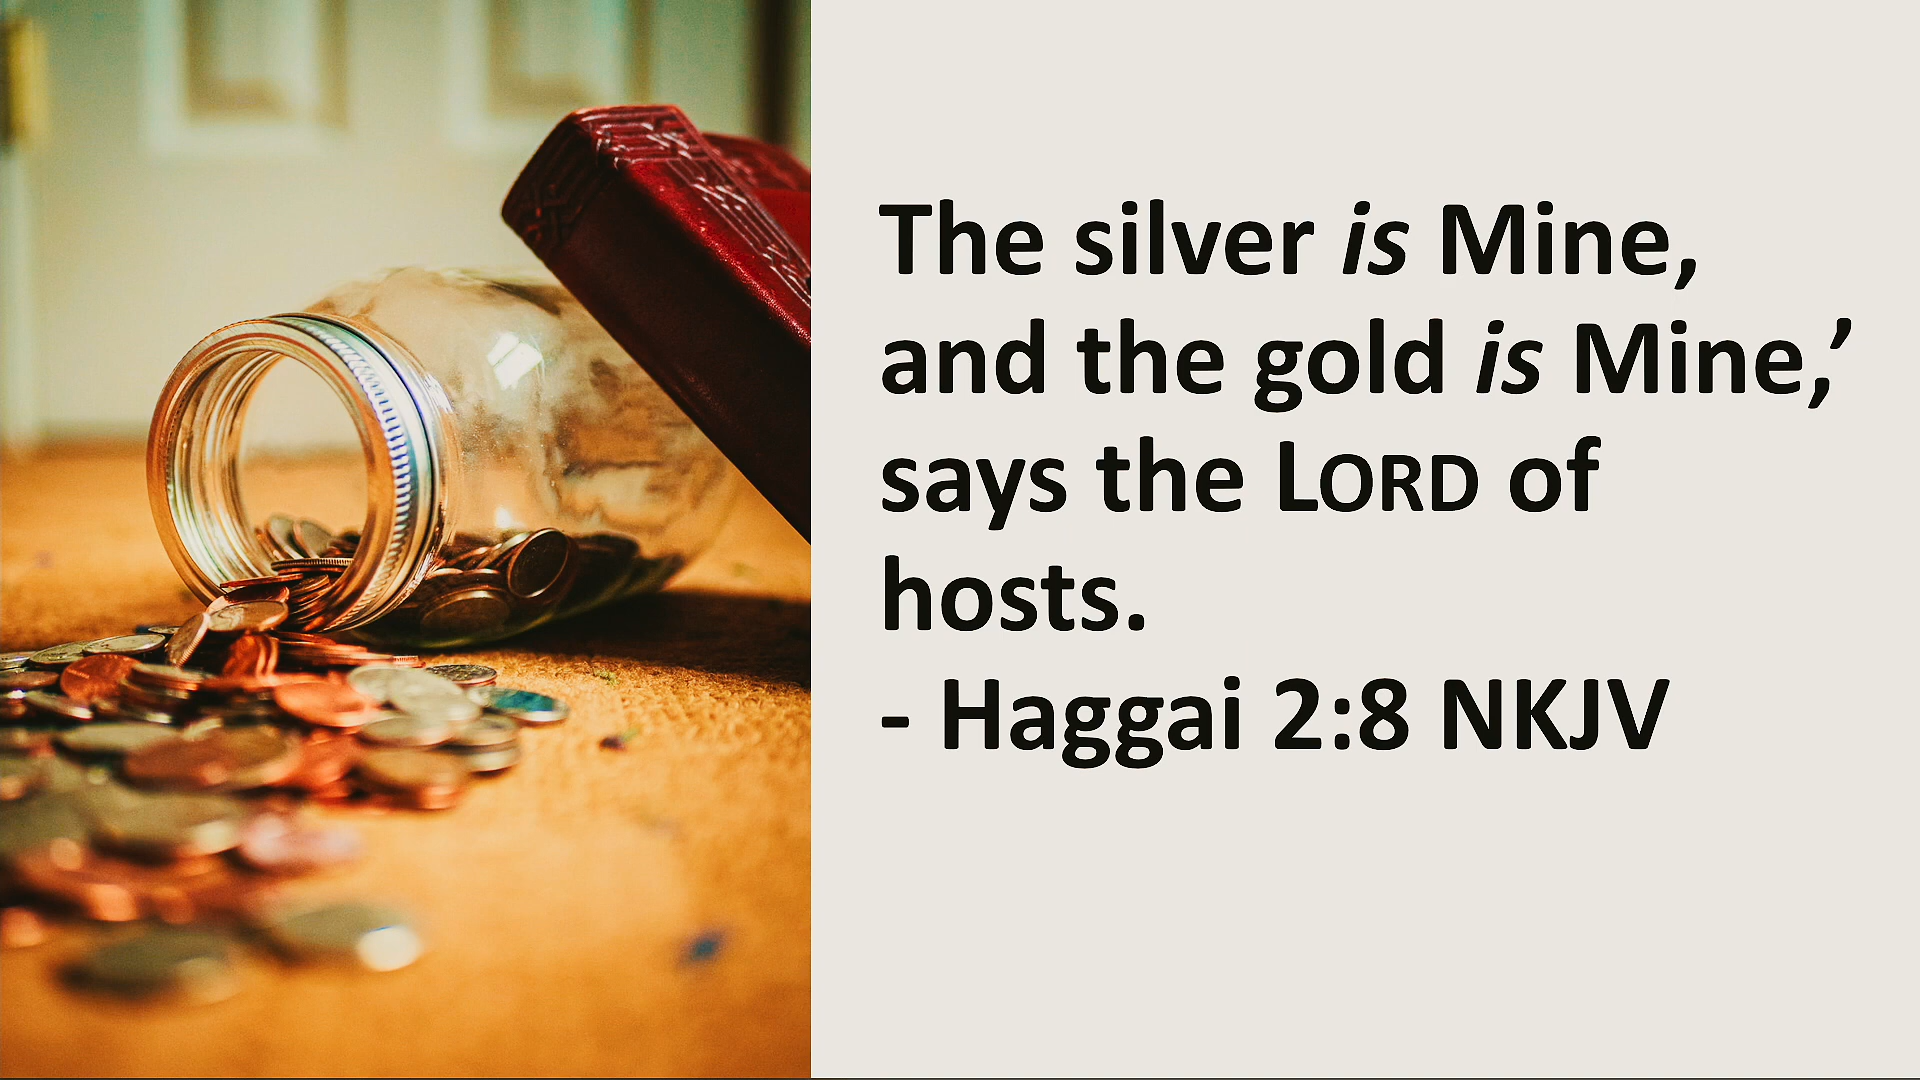 The silver is Mine,
and the gold is Mine,’
says the LORD of
hosts.
- Haggai 2:8 NKJV